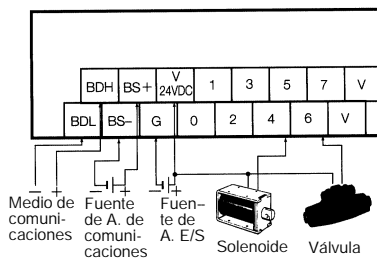 V
BDH BS+ 24VDC 1 3 5 7 V
BDL BS– G 0 2 4 6 V
Medio de
comuni-
caciones
Fuente
de A. de
comuni-
caciones
Fuen-
te de
A. E/S
Solenoide
Válvula